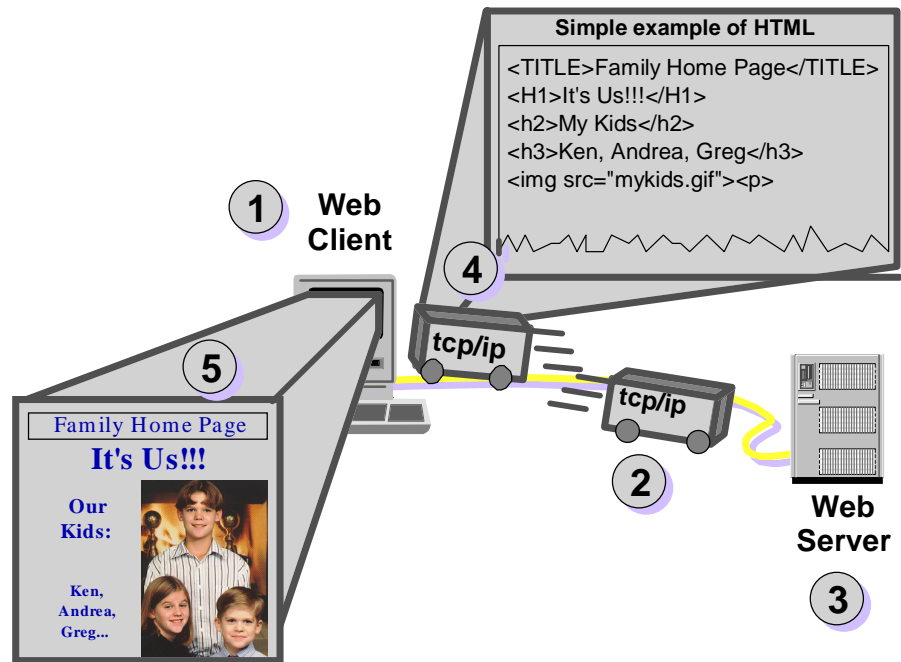 Simple example of HTML
<TITLE>Family Home Page</TITLE>
<H1>It's Us!!!</H1>
<h2>My Kids</h2>
<h3>Ken, Andrea, Greg</h3>
<img src="mykids.gif"><p>
1
Web
Client
4
tcp/ip
5
tcp/ip
2
Web
Server
3
Family Home Page
It's Us!!!
Our
Kids:
Ken,
Andrea,
Greg...